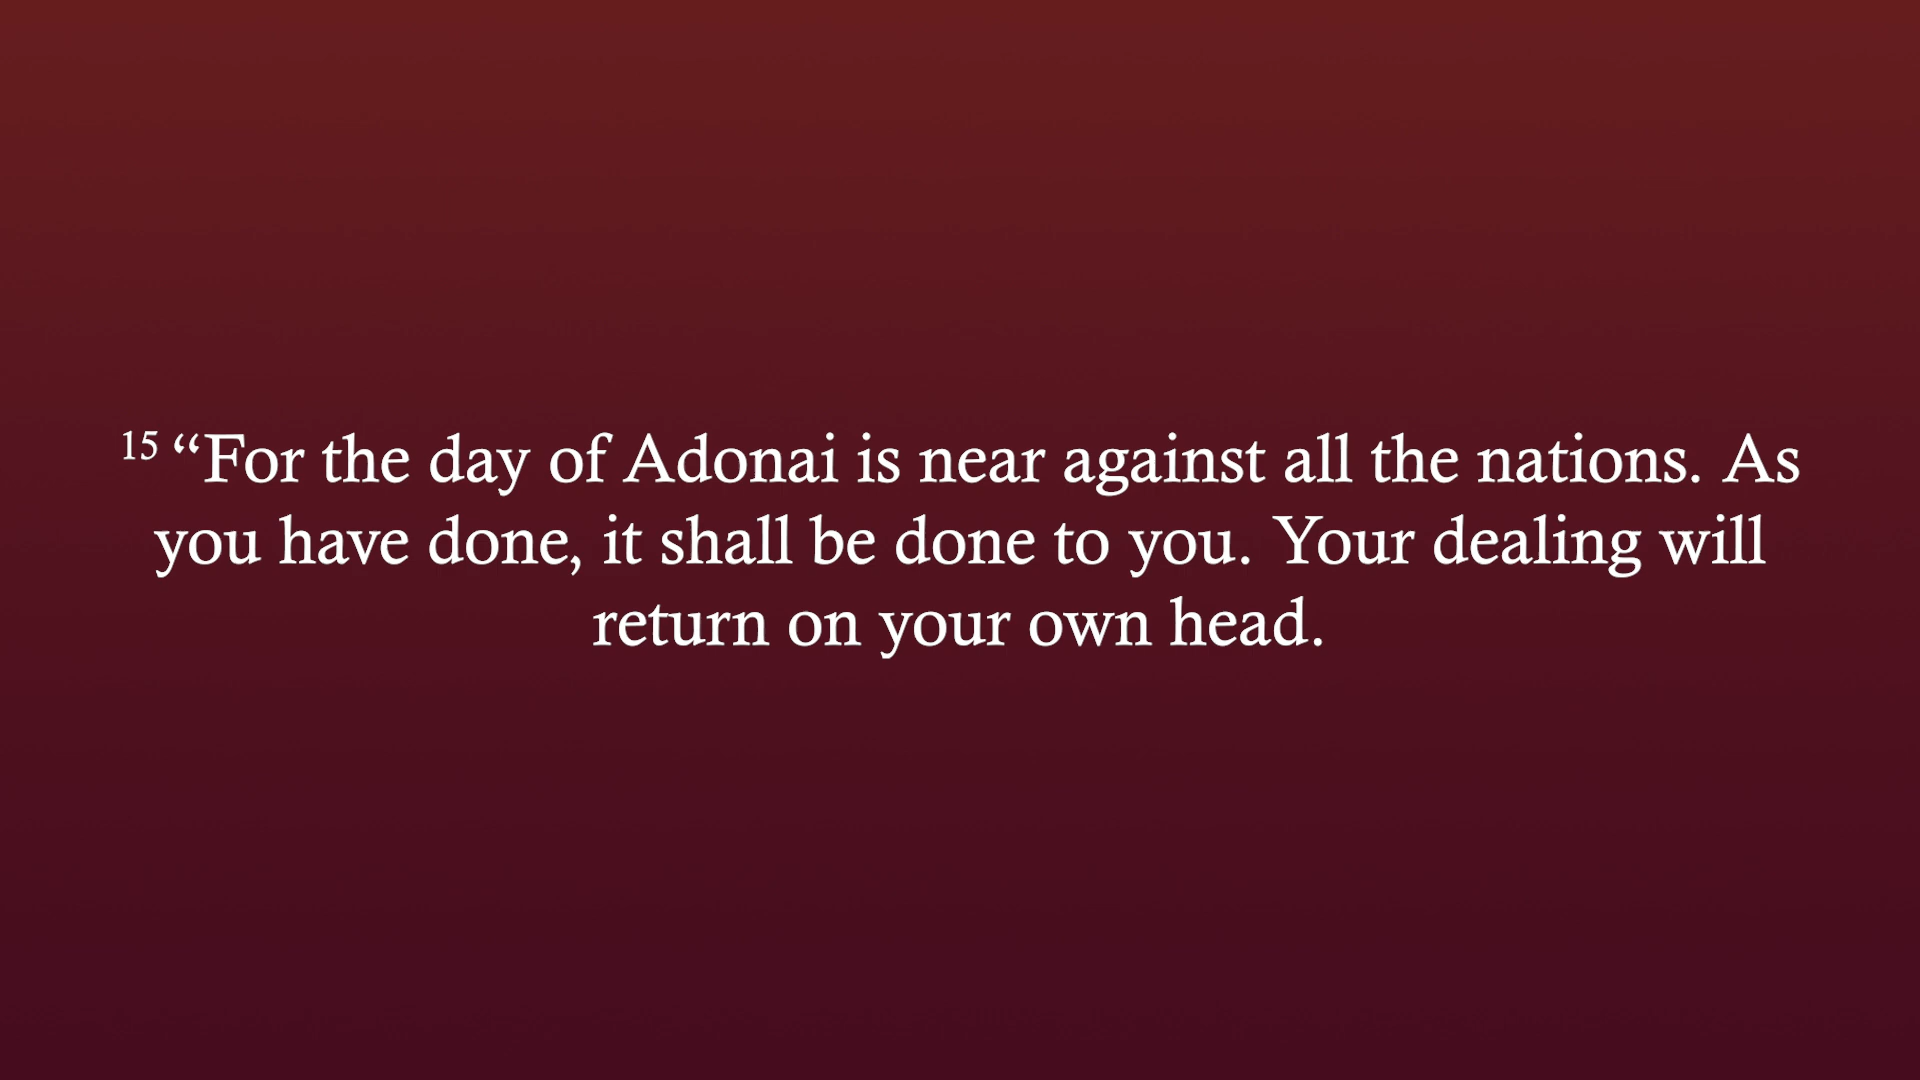 15 “For the day of Adonai is near against all the nations. As
you have done, it shall be done to you. Your dealing will
return on your own head.